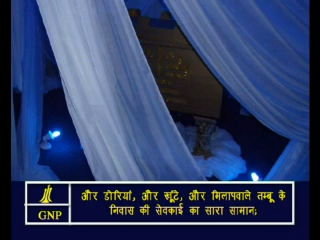 और डोरियां, और खूंटे, और मिलापवाले तम्बू के
निवास की सेवकाई का सारा सामान;
GNP